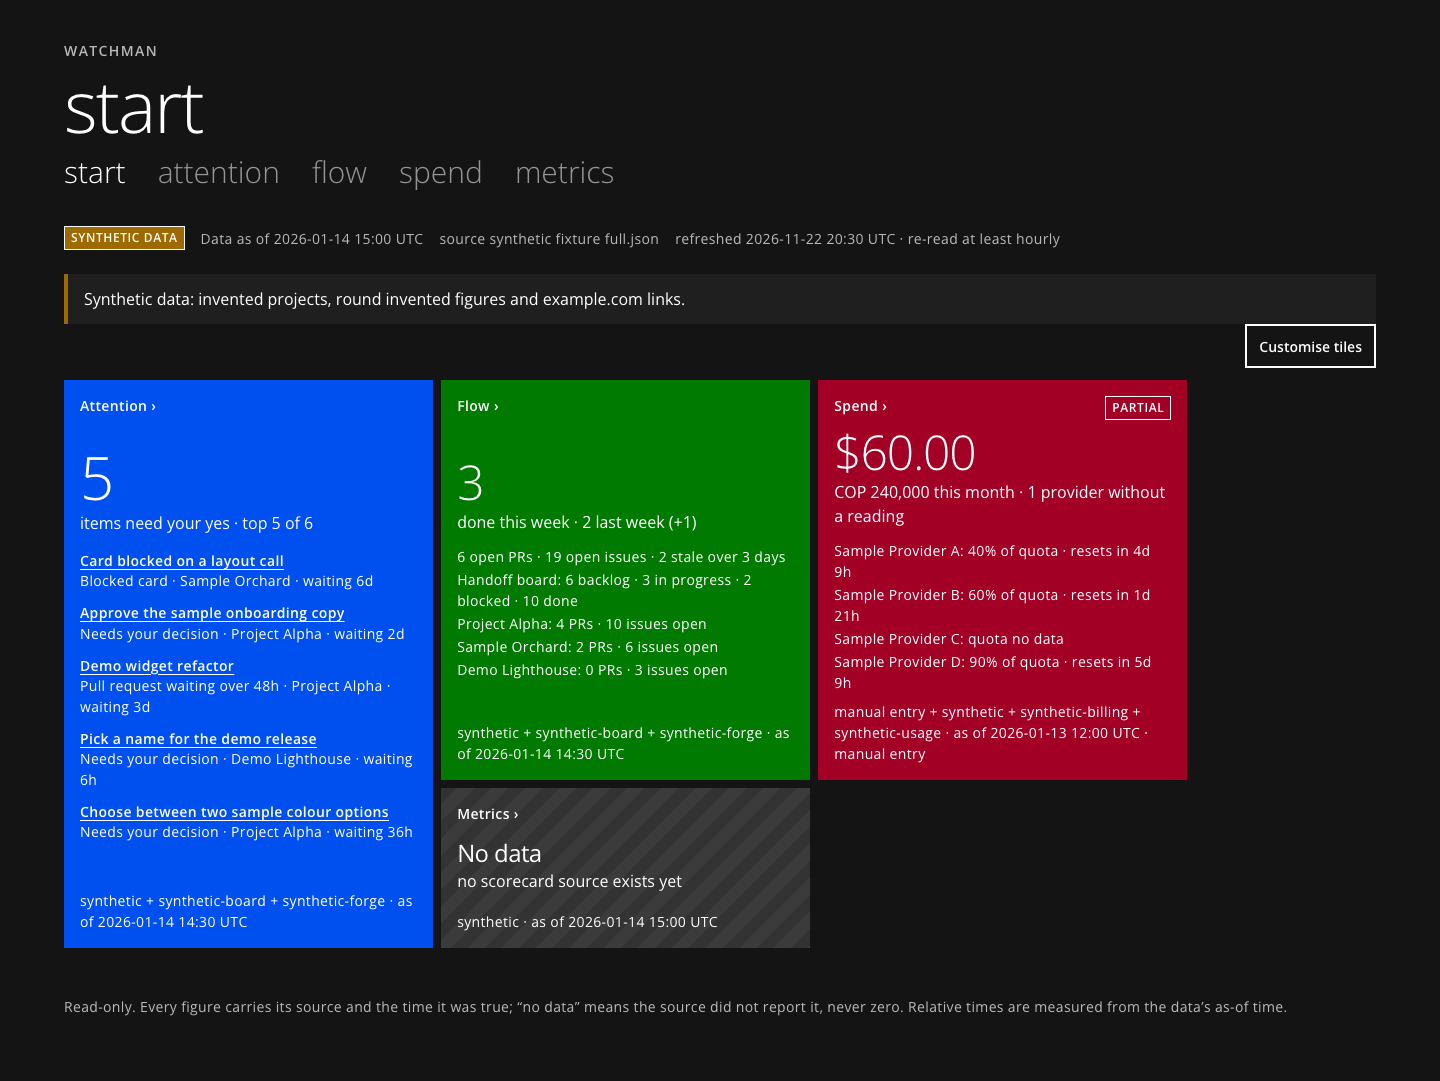 WATCHMAN
start
start attention flow spend metrics
SYNTHETIC DATA Data as of 2026-01-14 15:00 UTC source synthetic fixture full.json refreshed 2026-11-22 20:30 UTC · re-read at least hourly
Synthetic data: invented projects, round invented figures and example.com links.
Customise tiles
Attention ›
5
items need your yes · top 5 of 6
Card blocked on a layout call
Blocked card · Sample Orchard · waiting 6d
Approve the sample onboarding copy
Needs your decision · Project Alpha · waiting 2d
Demo widget refactor
Pull request waiting over 48h · Project Alpha ·
waiting 3d
Pick a name for the demo release
Needs your decision · Demo Lighthouse · waiting
6h
Choose between two sample colour options
Needs your decision · Project Alpha · waiting 36h
synthetic + synthetic-board + synthetic-forge · as
of 2026-01-14 14:30 UTC
Flow ›
3
done this week · 2 last week (+1)
6 open PRs · 19 open issues · 2 stale over 3 days
Handoff board: 6 backlog · 3 in progress · 2
blocked · 10 done
Project Alpha: 4 PRs · 10 issues open
Sample Orchard: 2 PRs · 6 issues open
Demo Lighthouse: 0 PRs · 3 issues open
synthetic + synthetic-board + synthetic-forge · as
of 2026-01-14 14:30 UTC
Spend ›
PARTIAL
$60.00
COP 240,000 this month · 1 provider without
a reading
Sample Provider A: 40% of quota · resets in 4d
9h
Sample Provider B: 60% of quota · resets in 1d
21h
Sample Provider C: quota no data
Sample Provider D: 90% of quota · resets in 5d
9h
manual entry + synthetic + synthetic-billing +
synthetic-usage · as of 2026-01-13 12:00 UTC ·
manual entry
Metrics ›
No data
no scorecard source exists yet
synthetic · as of 2026-01-14 15:00 UTC
Read-only. Every figure carries its source and the time it was true; “no data” means the source did not report it, never zero. Relative times are measured from the data’s as-of time.